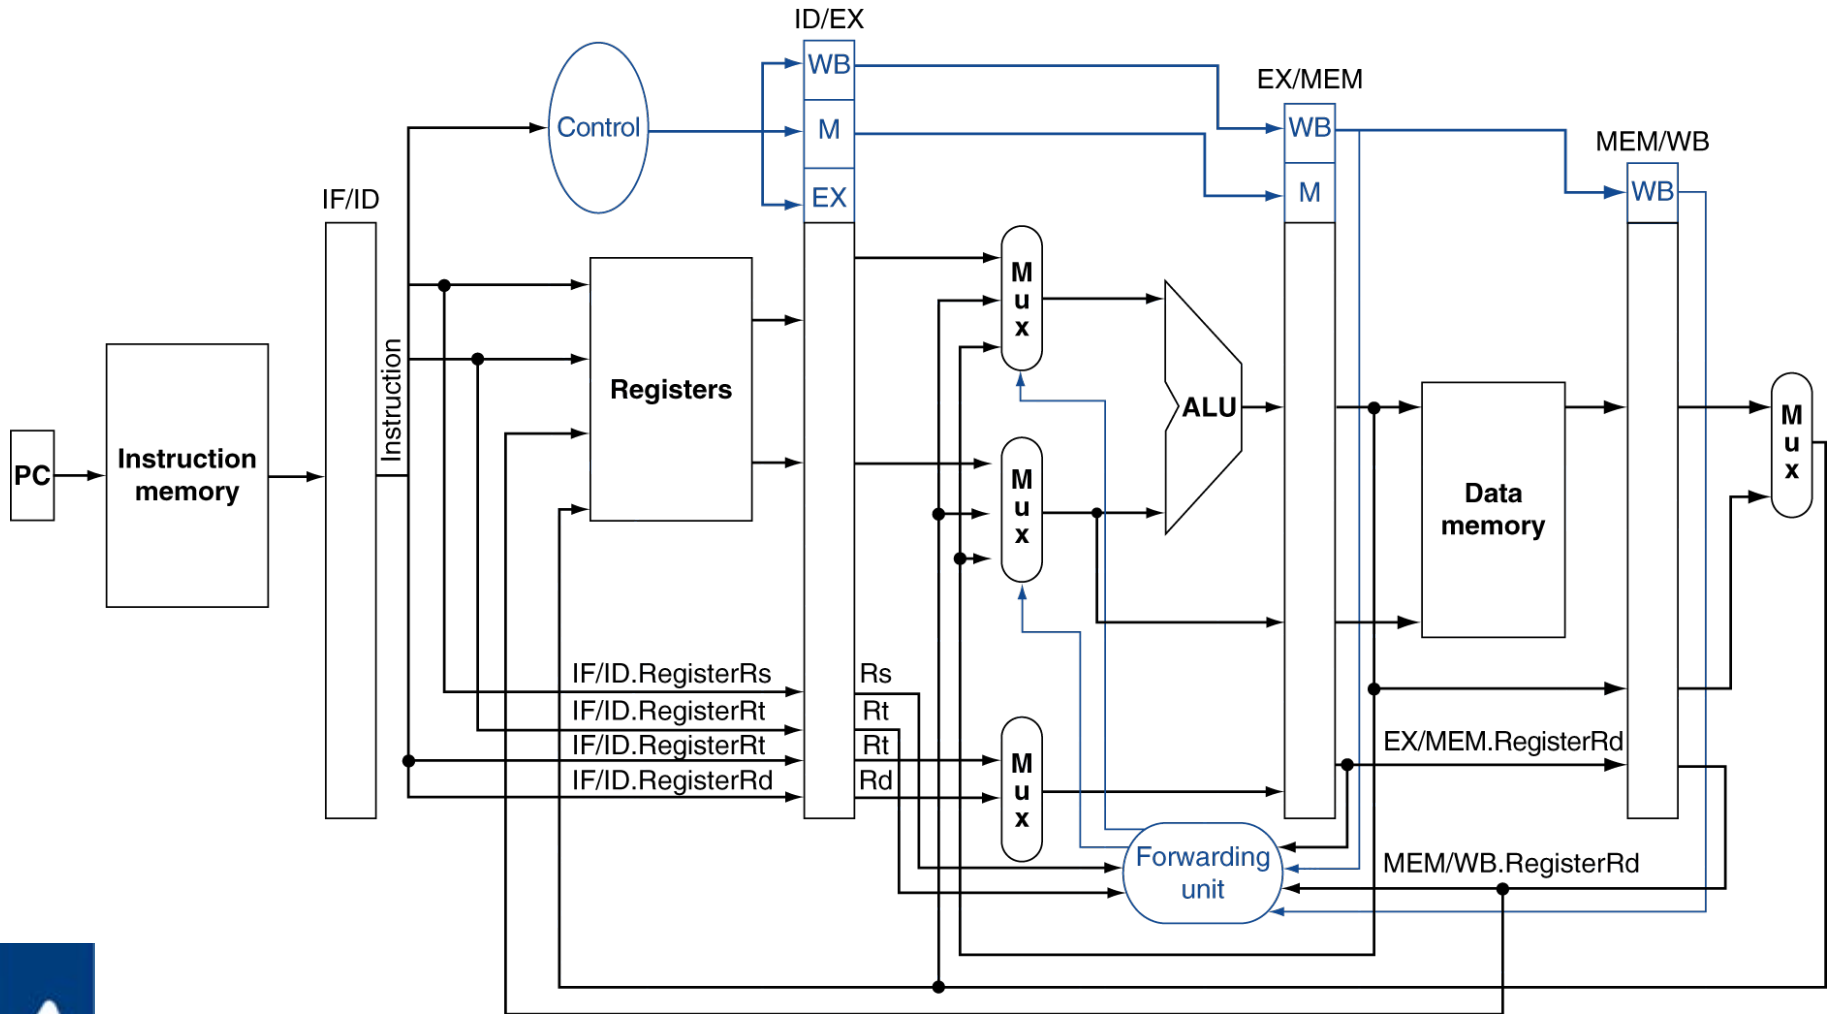 ID/EX
WB
M
EX
Control
EX/MEM
WB
M
MEM/WB
WB
IF/ID
Instruction
PC
Instruction
memory
Registers
M
u
x
M
u
x
ALU
Data
memory
M
u
x
IF/ID.RegisterRs
IF/ID.RegisterRt
IF/ID.RegisterRt
IF/ID.RegisterRd
Rs
Rt
Rt
Rd
M
u
x
EX/MEM.RegisterRd
Forwarding
unit
MEM/WB.RegisterRd